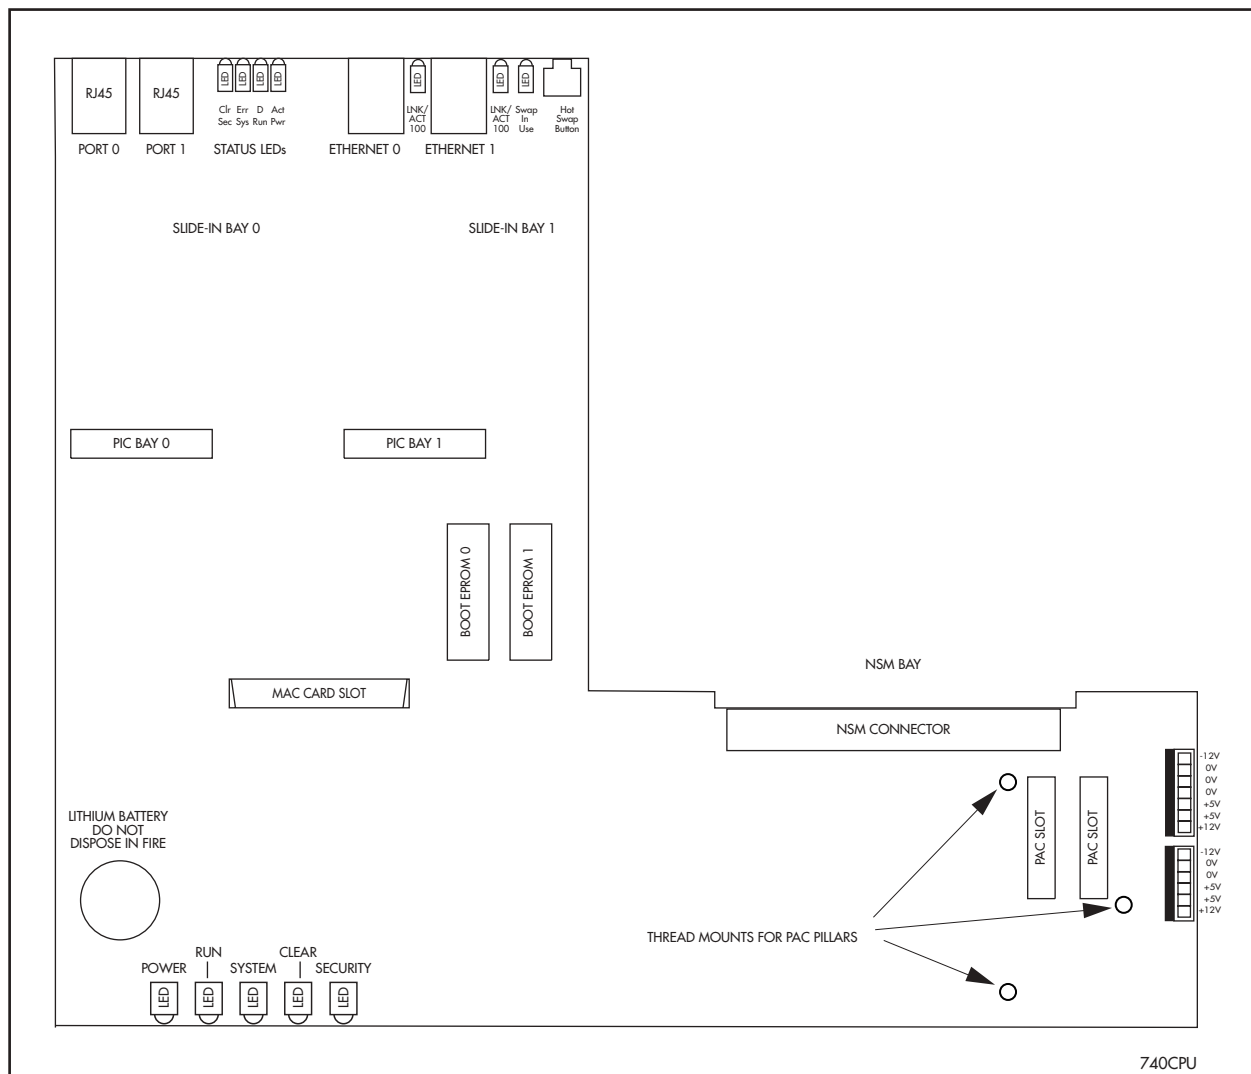 RJ45
RJ45
LED
LED
LED
LED
LED
LED
LED
Clr Err D Act
Sec Sys Run Pwr
LNK/
ACT
100
LNK/
ACT
100
Swap
In
Use
Hot
Swap
Button
PORT 0
PORT 1
STATUS LEDs
ETHERNET 0
ETHERNET 1
SLIDE-IN BAY 0
SLIDE-IN BAY 1
PIC BAY 0
PIC BAY 1
BOOT EPROM 0
BOOT EPROM 1
MAC CARD SLOT
NSM BAY
NSM CONNECTOR
-12V
0V
0V
0V
+5V
+5V
+12V
PAC SLOT
PAC SLOT
-12V
0V
0V
+5V
+5V
+12V
LITHIUM BATTERY
DO NOT
DISPOSE IN FIRE
THREAD MOUNTS FOR PAC PILLARS
POWER
RUN
SYSTEM
CLEAR
SECURITY
LED
LED
LED
LED
LED
740CPU